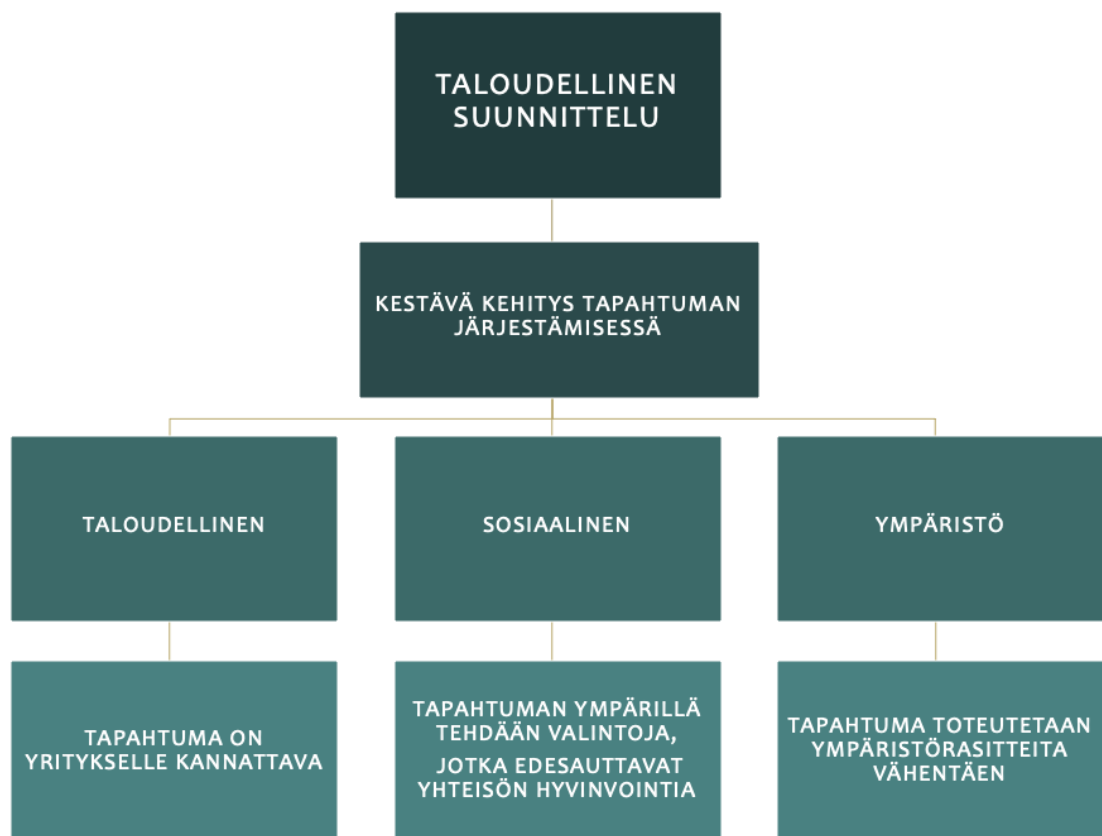 TALOUDELLINEN
SUUNNITTELU
KESTÄVÄ KEHITYS TAPAHTUMAN
JÄRJESTÄMISESSÄ
TALOUDELLINEN
SOSIAALINEN
YMPÄRISTÖ
TAPAHTUMA ON
YRITYKSELLE KANNATTAVA
TAPAHTUMAN YMPÄRILLÄ
TEHDÄÄN VALINTOJA,
JOTKA EDESAUTTAVAT
YHTEISÖN HYVINVOINTIA
TAPAHTUMA TOTEUTETAAN
YMPÄRISTÖRASITTEITA
VÄHENTÄEN